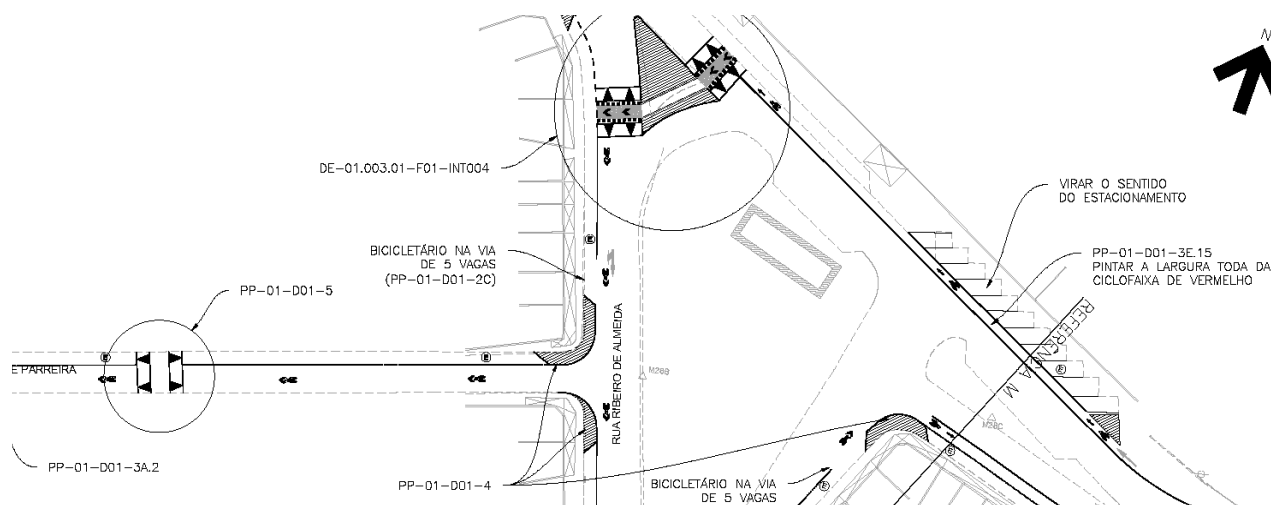 N
DE-01.003.01-F01-INT004
VIRAR O SENTIDO
DO ESTACIONAMENTO
BICICLETÁRIO NA VIA
DE 5 VAGAS
(PP-01-D01-2C)
PP-01-D01-3E.15
PINTAR A LARGURA TODA DA
CICLOFAIXA DE VERMELHO
PP-01-D01-5
REFERÊNCIA M
RUA RIBEIRO DE ALMEIDA
M28B
E PARREIRA
M28C
PP-01-D01-3A.2
PP-01-D01-4
BICICLETÁRIO NA VIA
DE 5 VAGAS